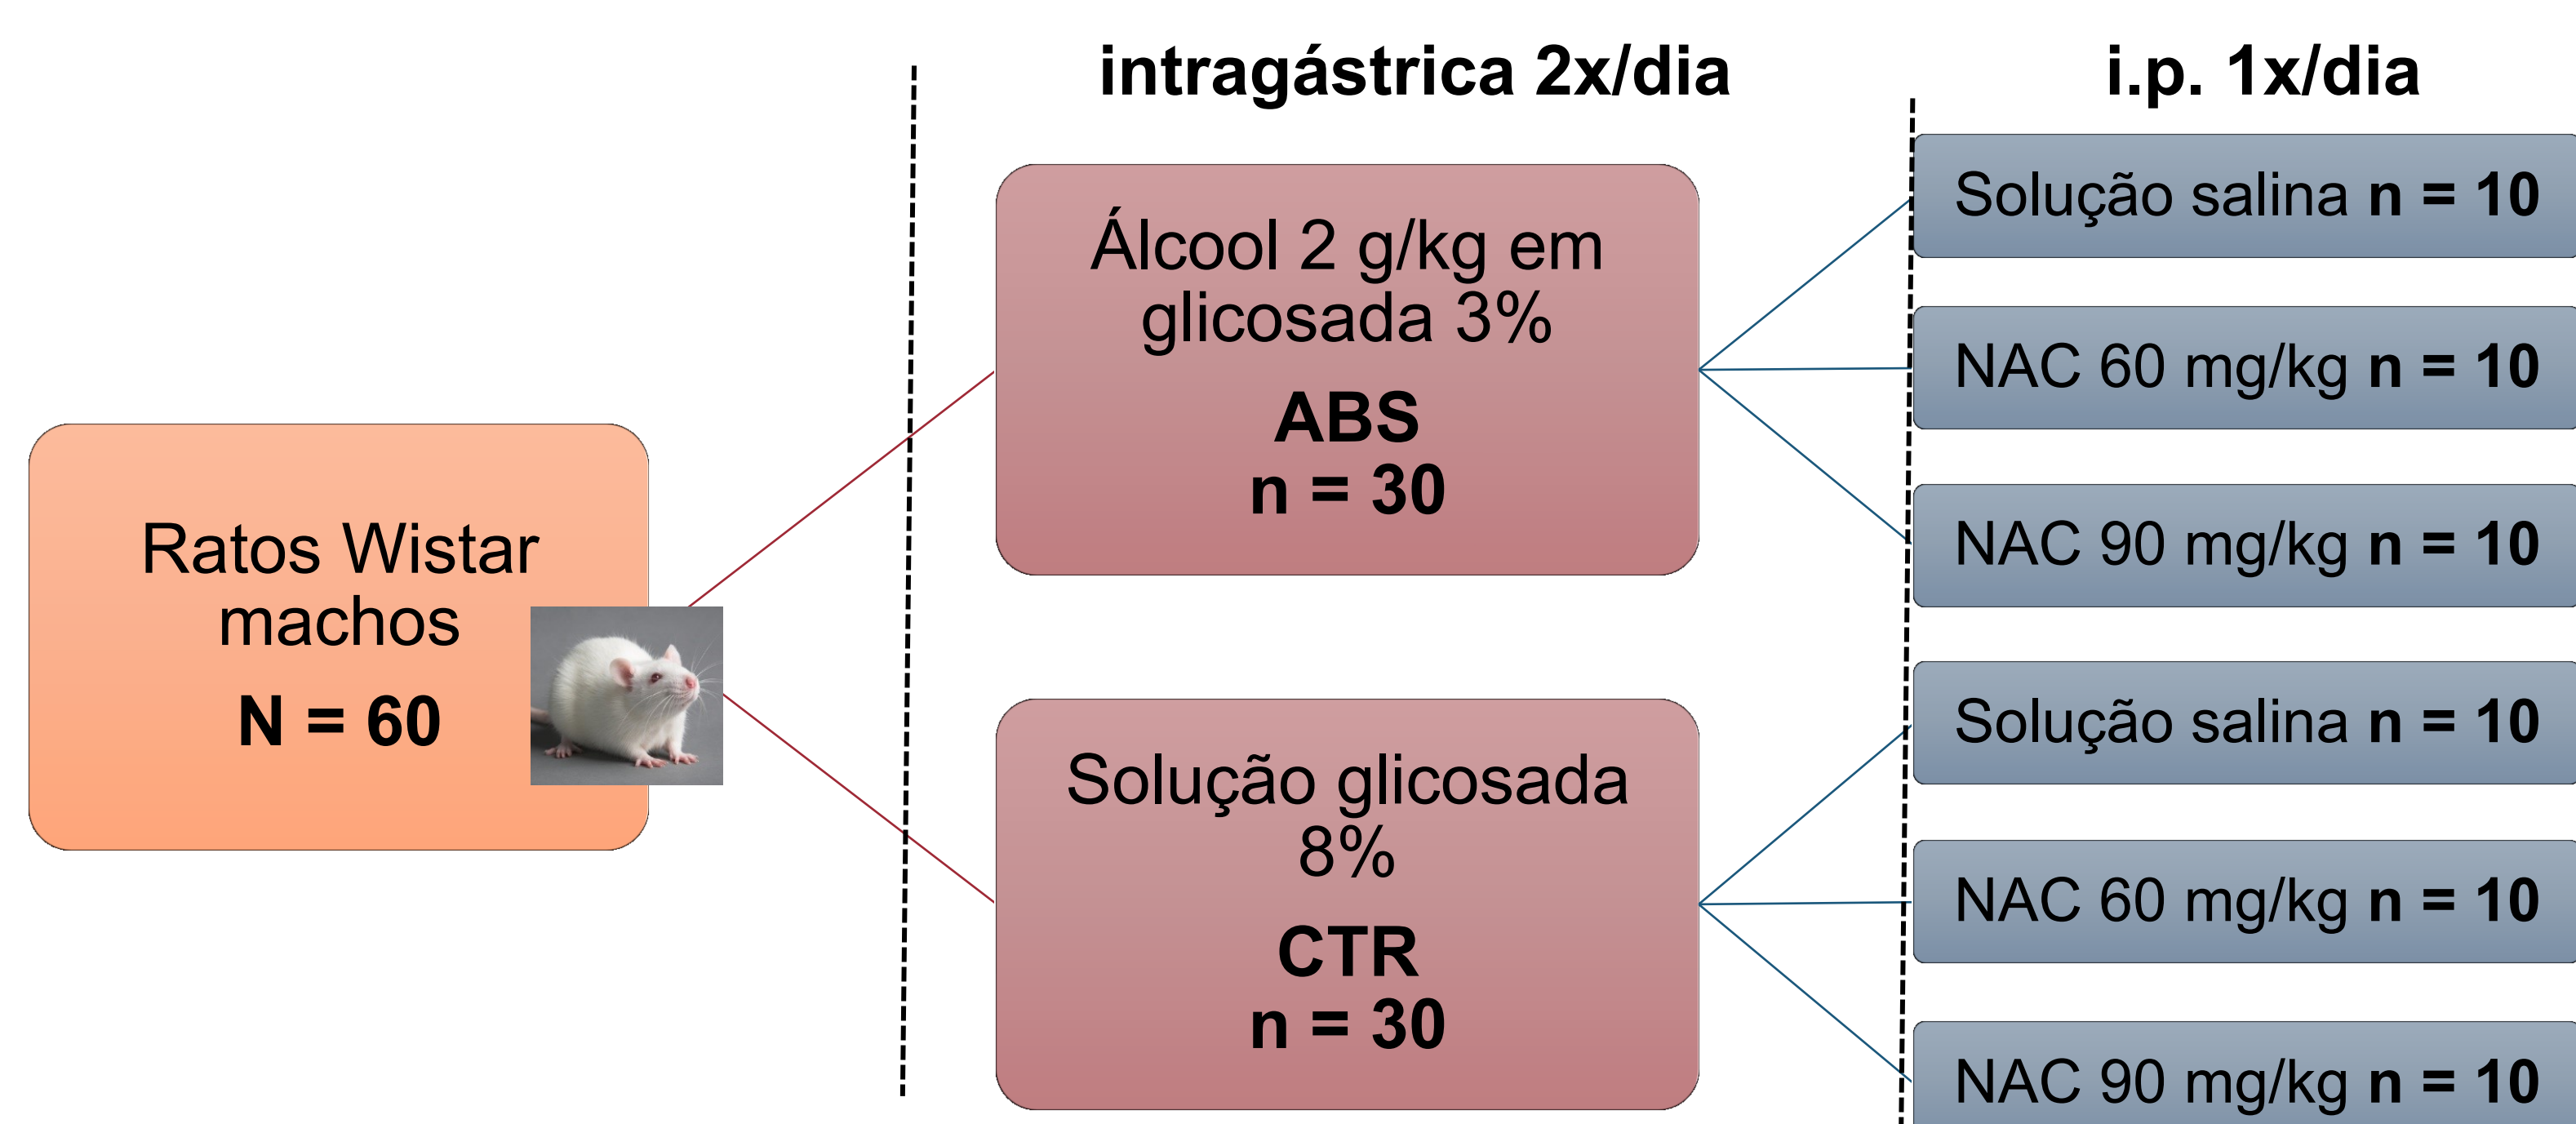 intragástrica 2x/dia
i.p. 1x/dia
Ratos Wistar
machos
N = 60
Álcool 2 g/kg em
glicosada 3%
ABS
n = 30
Solução salina n = 10
NAC 60 mg/kg n = 10
NAC 90 mg/kg n = 10
Solução glicosada
8%
CTR
n = 30
Solução salina n = 10
NAC 60 mg/kg n = 10
NAC 90 mg/kg n = 10